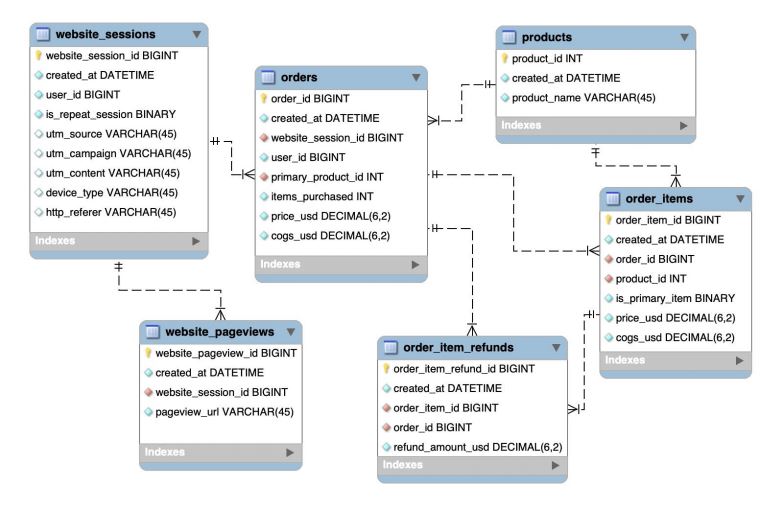 website_sessions
website_session_id BIGINT
created_at DATETIME
user_id BIGINT
is_repeat_session BINARY
utm_source VARCHAR(45)
utm_campaign VARCHAR(45)
utm_content VARCHAR(45)
device_type VARCHAR(45)
http_referer VARCHAR(45)
Indexes
orders
order_id BIGINT
created_at DATETIME
website_session_id BIGINT
user_id BIGINT
primary_product_id INT
items_purchased INT
price_usd DECIMAL(6,2)
cogs_usd DECIMAL(6,2)
Indexes
products
product_id INT
created_at DATETIME
product_name VARCHAR(45)
Indexes
order_items
order_item_id BIGINT
created_at DATETIME
order_id BIGINT
product_id INT
is_primary_item BINARY
price_usd DECIMAL(6,2)
cogs_usd DECIMAL(6,2)
Indexes
website_pageviews
website_pageview_id BIGINT
created_at DATETIME
website_session_id BIGINT
pageview_url VARCHAR(45)
Indexes
order_item_refunds
order_item_refund_id BIGINT
created_at DATETIME
order_item_id BIGINT
order_id BIGINT
refund_amount_usd DECIMAL(6,2)
Indexes